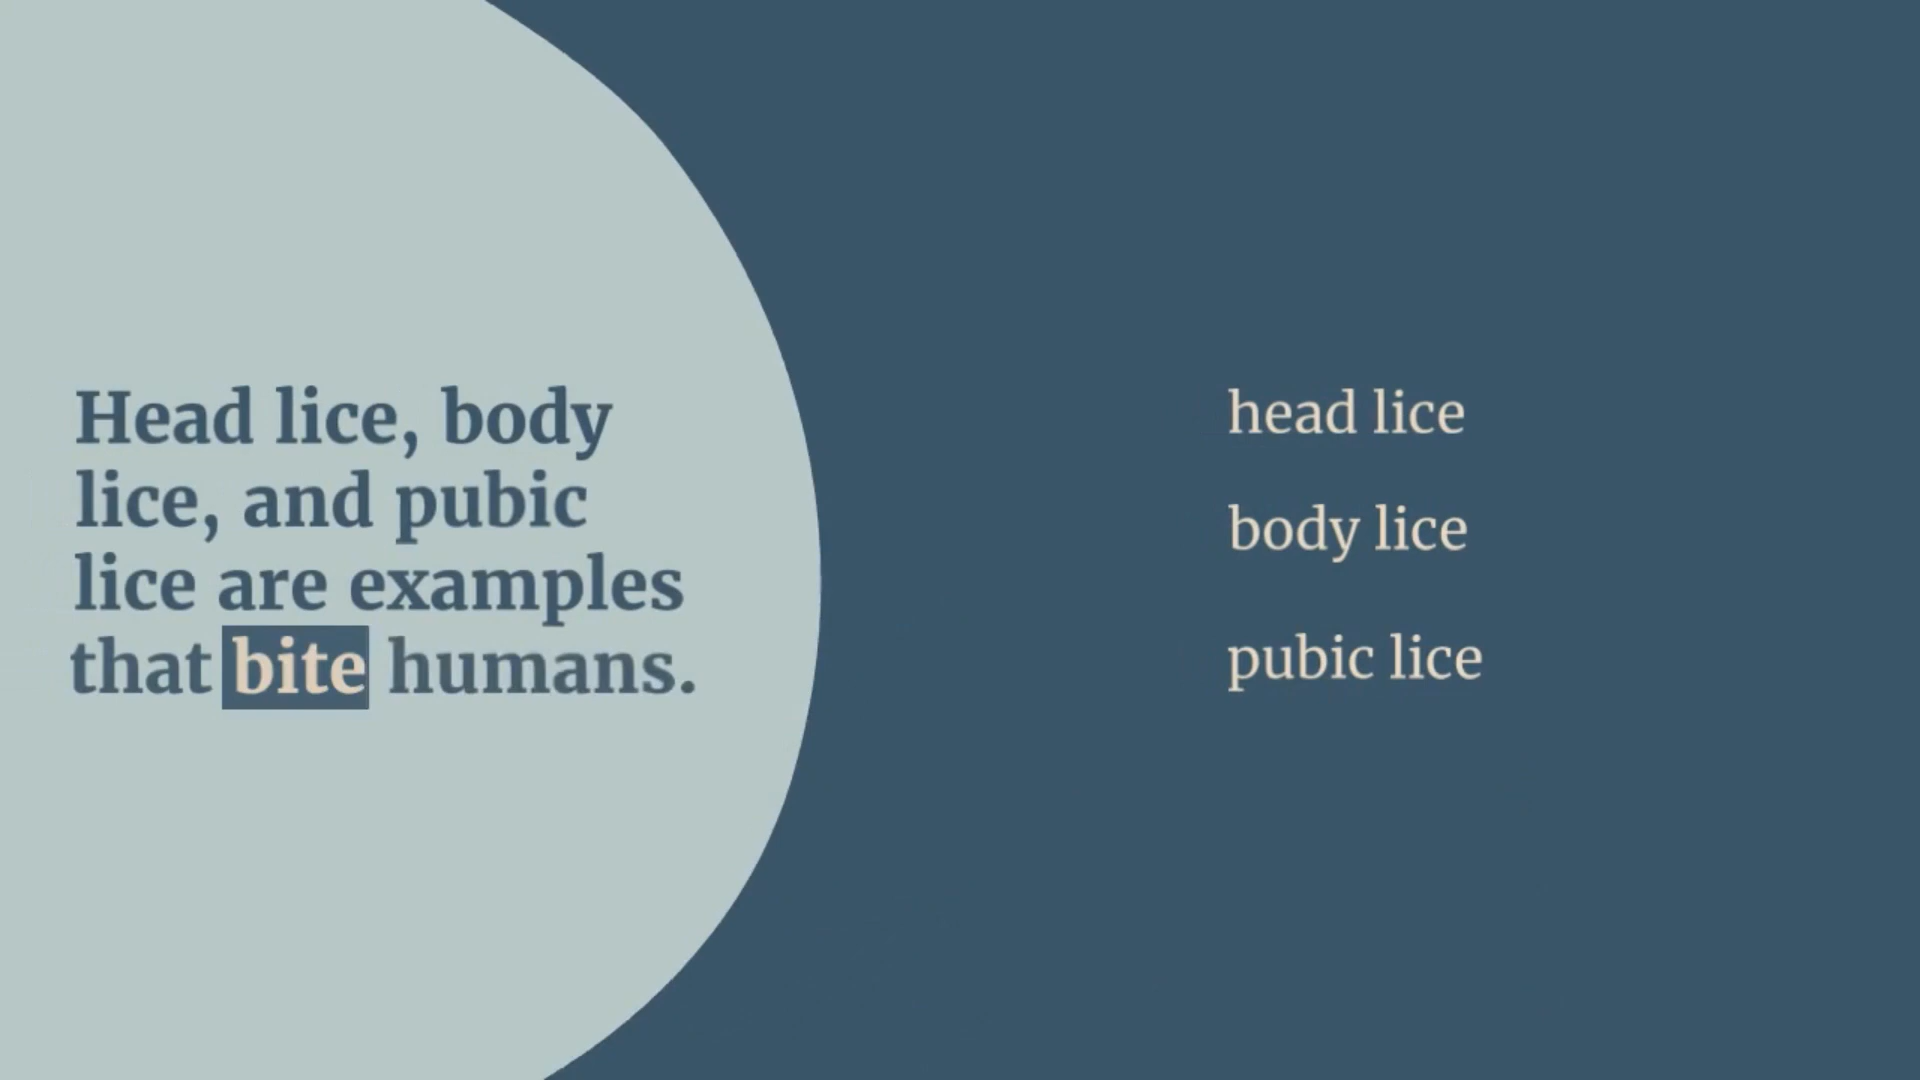 Head lice, body
lice, and pubic
lice are examples
that bite humans.
head lice
body lice
pubic lice